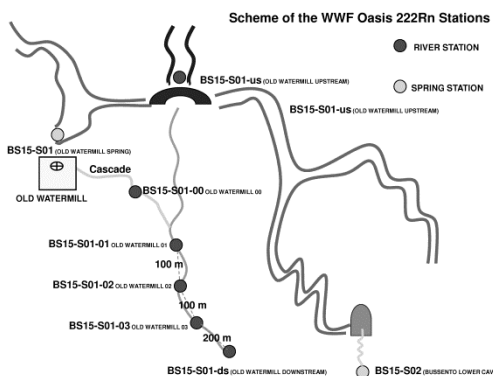 Scheme of the WWF Oasis 222Rn Stations
RIVER STATION
BS15-S01-us (OLD WATERMILL UPSTREAM)
SPRING STATION
BS15-S01-us (OLD WATERMILL UPSTREAM)
BS15-S01 (OLD WATERMILL SPRING)
Cascade
OLD WATERMILL
BS15-S01-00 OLD WATERMILL 00
BS15-S01-01 OLD WATERMILL 01
100 m
BS15-S01-02 OLD WATERMILL 02
100 m
BS15-S01-03 OLD WATERMILL 03
200 m
BS15-S01-ds (OLD WATERMILL DOWNSTREAM)
BS15-S02 (BUSSENTO LOWER CAV